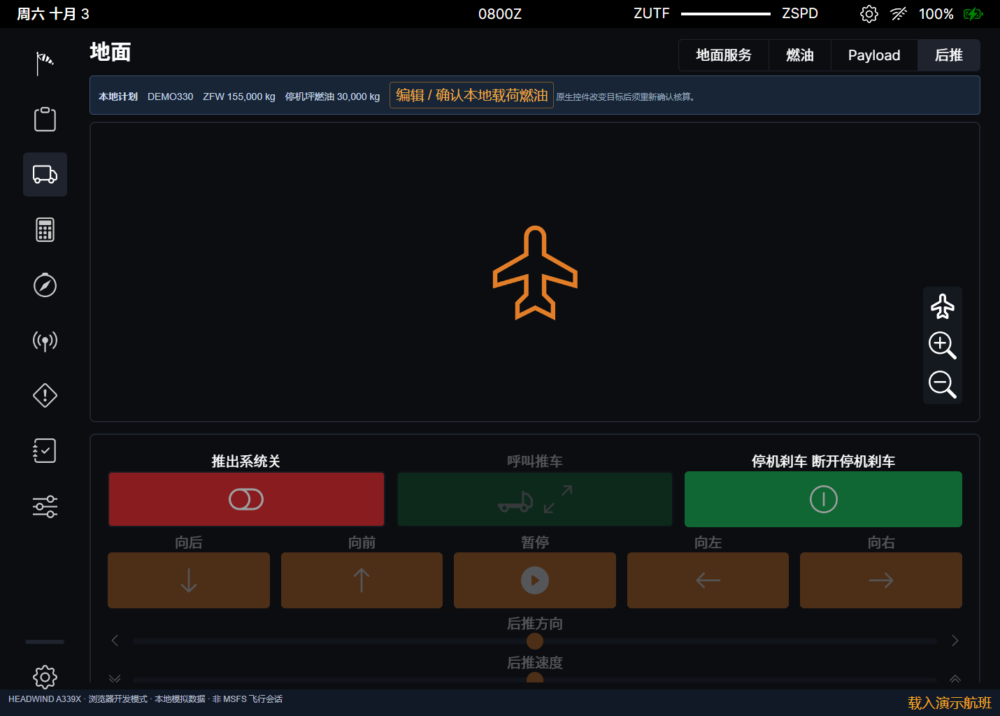 周六 十月 3
0800Z
ZUTF ZSPD
100%
地面
地面服务 燃油 Payload 后推
本地计划 DEMO330 ZFW 155,000 kg 停机坪燃油 30,000 kg 编辑 / 确认本地载荷燃油 原生控件改变目标后须重新确认核算。
推出系统关 呼叫推车 停机刹车 断开停机刹车
向后 向前 暂停 向左 向右
后推方向
后推速度
HEADWIND A339X · 浏览器开发模式 · 本地模拟数据 · 非 MSFS 飞行会话
载入演示航班